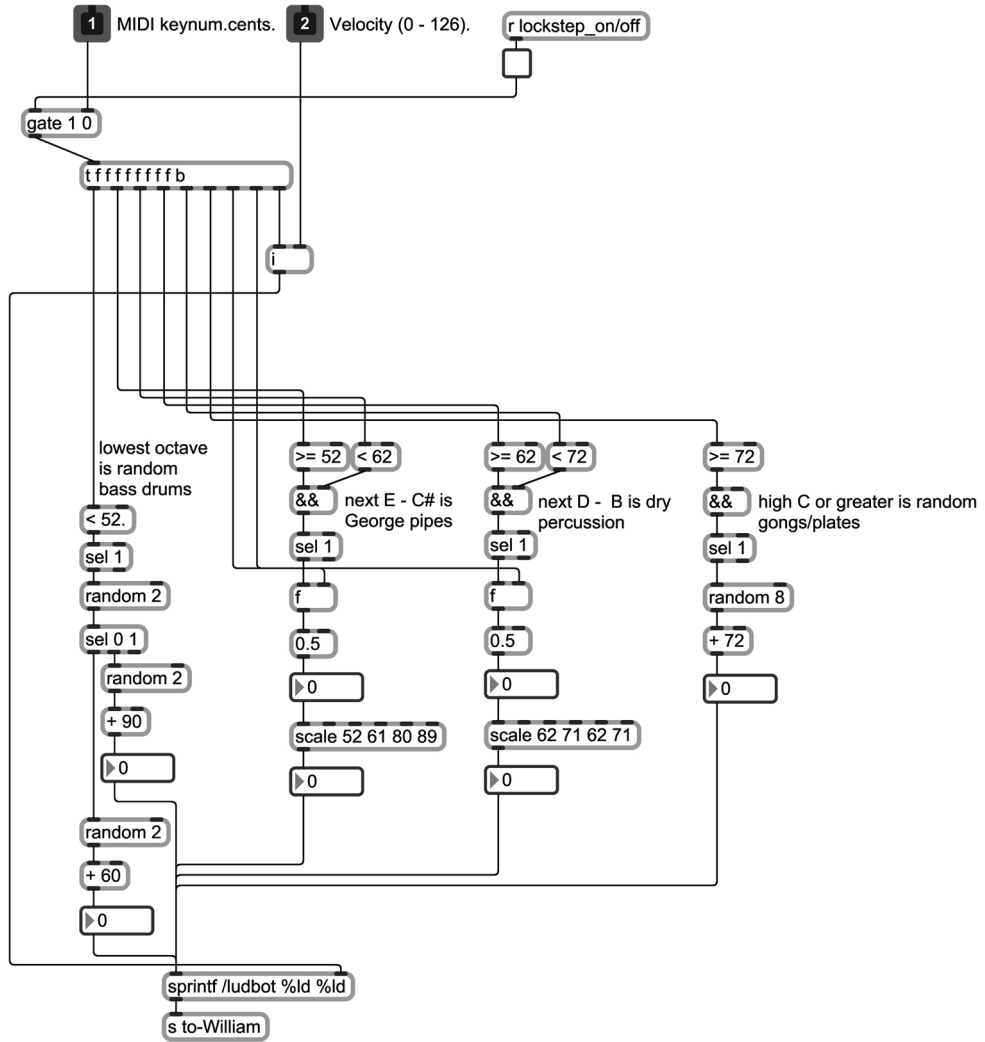 1 MIDI keynum.cents. 2 Velocity (0 - 126). r lockstep_on/off
gate 1 0
t f f f f f f f f b
i
lowest octave
is random
bass drums
< 52.
sel 1
random 2
sel 0 1
random 2
+ 90
0
random 2
+ 60
0
>= 52 < 62
&&
next E - C# is
George pipes
sel 1
f
0.5
0
scale 52 61 80 89
0
>= 62 < 72
&&
next D - B is dry
percussion
sel 1
f
0.5
0
scale 62 71 62 71
0
>= 72
&&
high C or greater is random
gongs/plates
sel 1
random 8
+ 72
0
sprintf /ludbot %ld %ld
s to-William